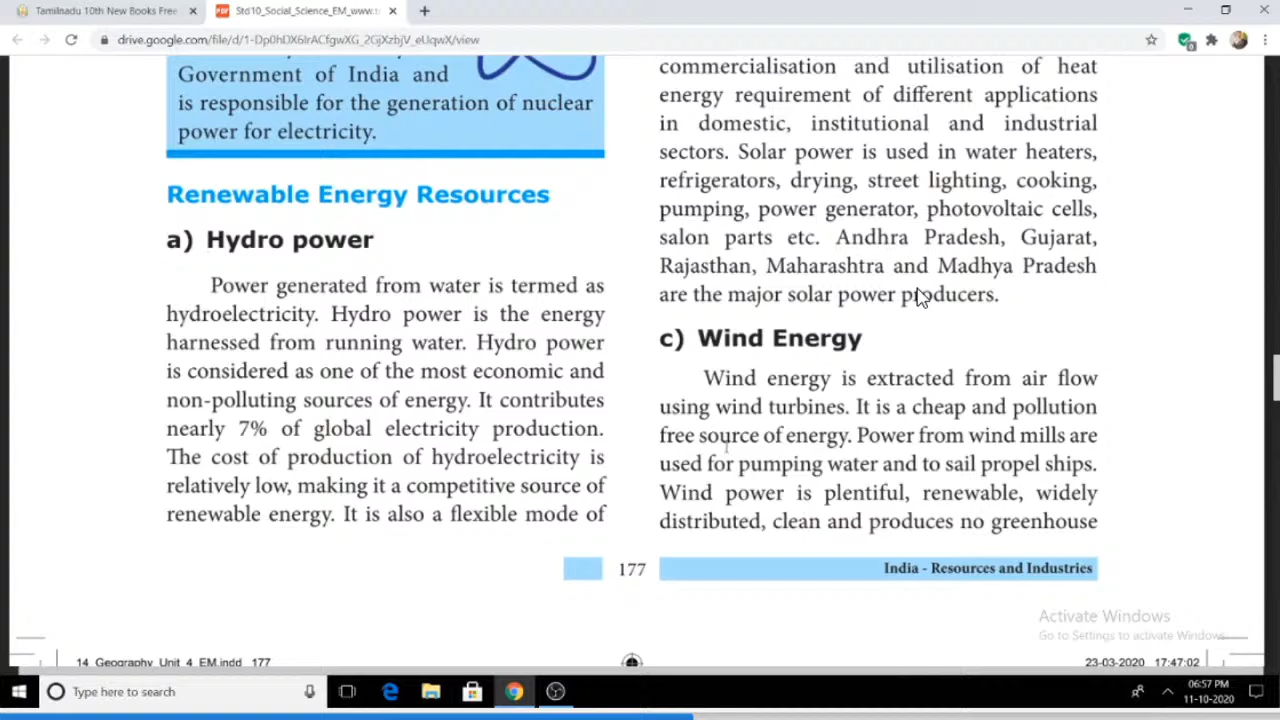 Tamilnadu 10th New Books Free
Std10_Social_Science_EM_www.t
drive.google.com/file/d/1-Dp0hDX6IrACfgwXG_2GjXzbjV_eUqwX/view
Government of India and
is responsible for the generation of nuclear
power for electricity.
Renewable Energy Resources
a) Hydro power
Power generated from water is termed as
hydroelectricity. Hydro power is the energy
harnessed from running water. Hydro power
is considered as one of the most economic and
non-polluting sources of energy. It contributes
nearly 7% of global electricity production.
The cost of production of hydroelectricity is
relatively low, making it a competitive source of
renewable energy. It is also a flexible mode of
commercialisation and utilisation of heat
energy requirement of different applications
in domestic, institutional and industrial
sectors. Solar power is used in water heaters,
refrigerators, drying, street lighting, cooking,
pumping, power generator, photovoltaic cells,
salon parts etc. Andhra Pradesh, Gujarat,
Rajasthan, Maharashtra and Madhya Pradesh
are the major solar power producers.
c) Wind Energy
Wind energy is extracted from air flow
using wind turbines. It is a cheap and pollution
free source of energy. Power from wind mills are
used for pumping water and to sail propel ships.
Wind power is plentiful, renewable, widely
distributed, clean and produces no greenhouse
177
India - Resources and Industries
Activate Windows
Go to Settings to activate Windows.
14_Geography_Unit_4_EM.indd 177
23-03-2020 17:47:02
Type here to search
06:57 PM
11-10-2020